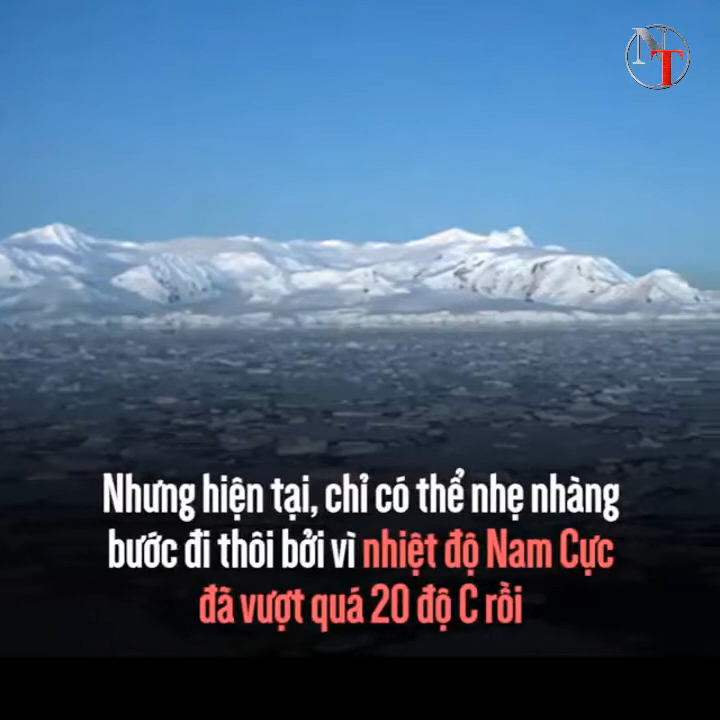 NT
Nhưng hiện tại, chỉ có thể nhẹ nhàng
bước đi thôi bởi vì nhiệt độ Nam Cực
đã vượt quá 20 độ C rồi